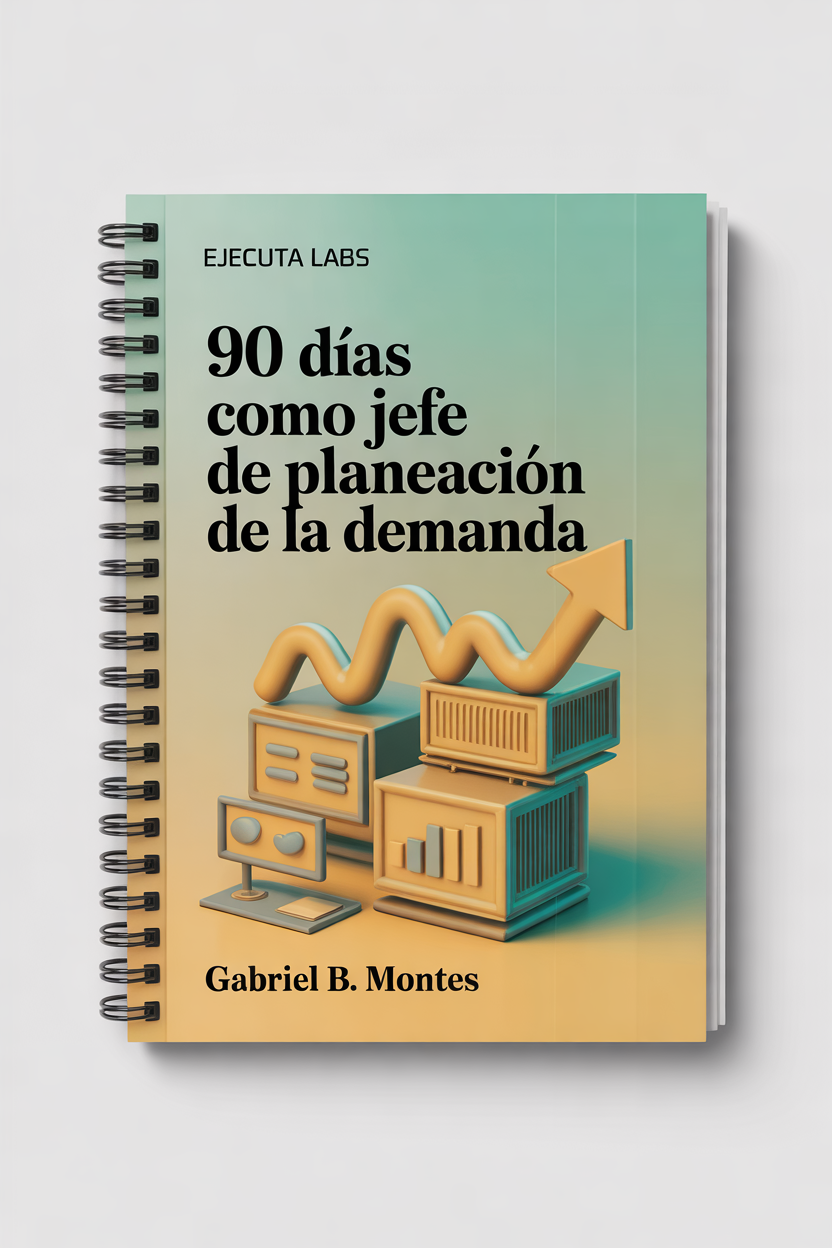 EJECUTA LABS
90 días
como jefe
de planeación
de la demanda
Gabriel B. Montes